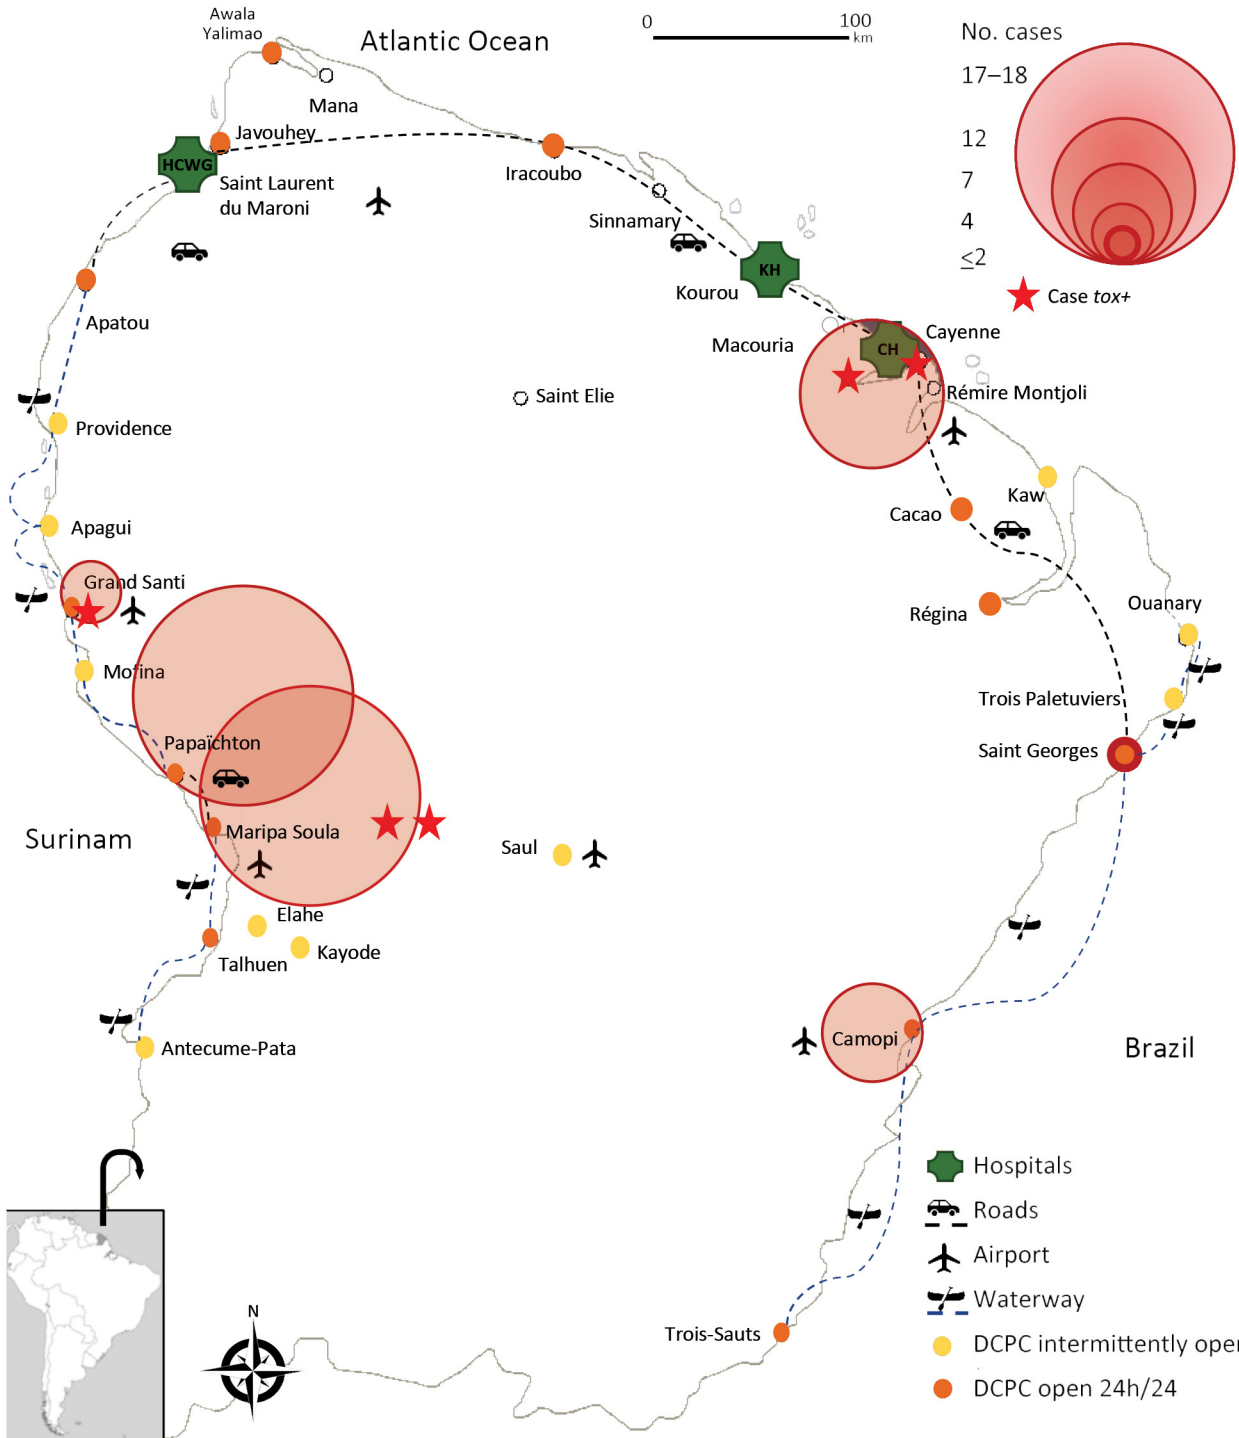 Awala
Yalimao
Atlantic Ocean
0
100
km
No. cases
17–18
12
7
4
≤2
Case tox+
Mana
Javouhey
HCWG
Saint Laurent
du Maroni
Iracoubo
Sinnamary
KH
Kourou
Apatou
Macouria
CH
Cayenne
Rémire Montjoli
Saint Elie
Providence
Kaw
Cacao
Apagui
Grand Santi
Régina
Ouanary
Mofina
Trois Paletuviers
Papaïchton
Saint Georges
Surinam
Maripa Soula
Saul
Elahe
Kayode
Talhuen
Camopi
Antecume-Pata
Brazil
Hospitals
Roads
Airport
Waterway
N
Trois-Sauts
DCPC intermittently open
DCPC open 24h/24